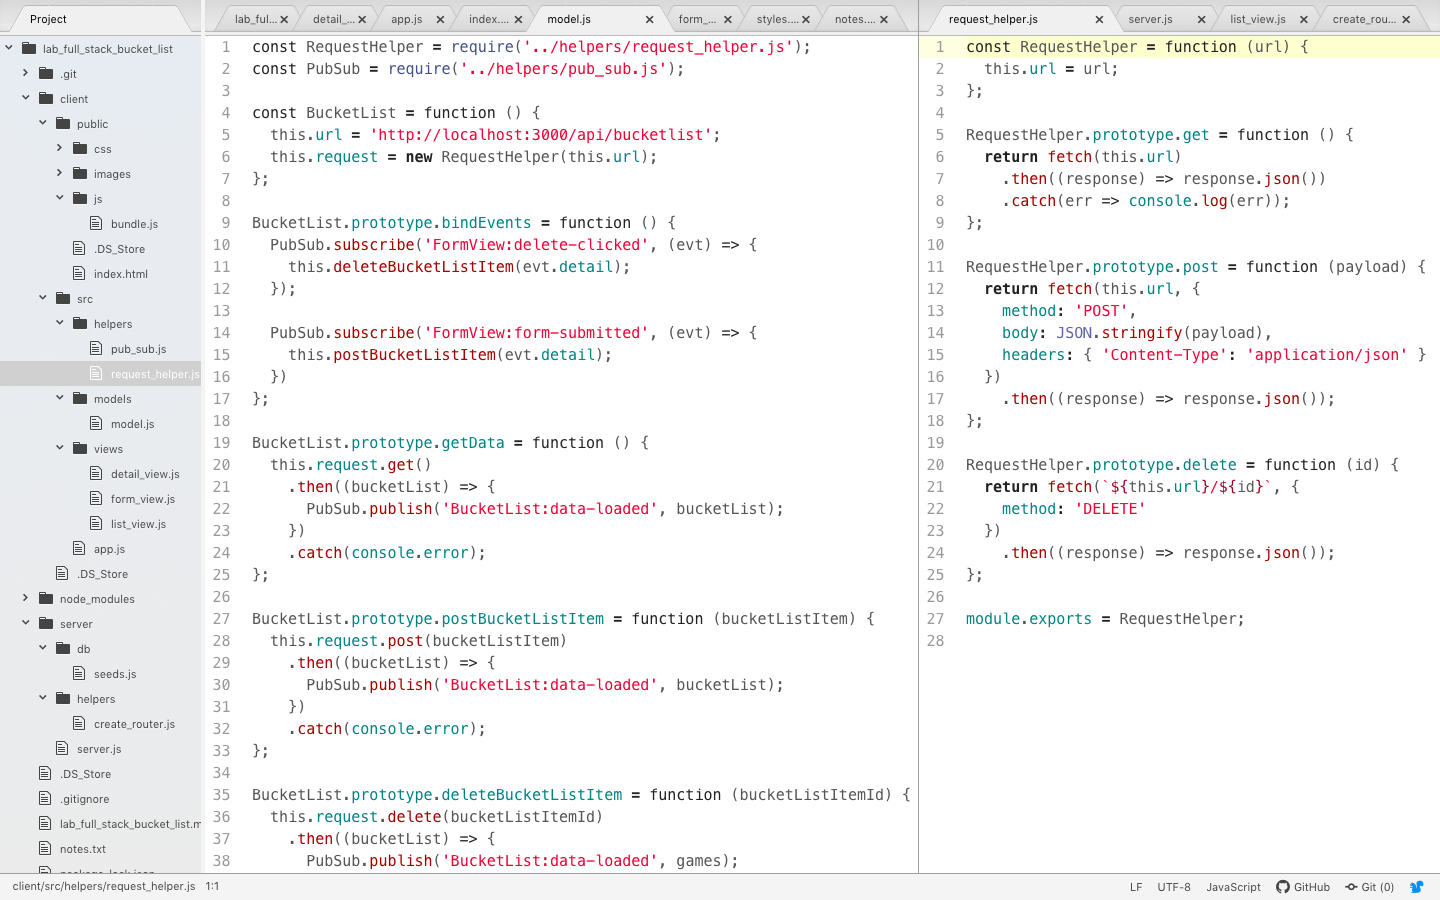 Project
lab_full_stack_bucket_list
.git
client
public
css
images
js
bundle.js
.DS_Store
index.html
src
helpers
pub_sub.js
request_helper.js
models
model.js
views
detail_view.js
form_view.js
list_view.js
app.js
.DS_Store
node_modules
server
db
seeds.js
helpers
create_router.js
server.js
.DS_Store
.gitignore
lab_full_stack_bucket_list.m
notes.txt
package-lock.json
lab_ful... detail_... app.js index.... model.js form_... styles.... notes....
1 const RequestHelper = require('../helpers/request_helper.js');
2 const PubSub = require('../helpers/pub_sub.js');
3
4 const BucketList = function () {
5 this.url = 'http://localhost:3000/api/bucketlist';
6 this.request = new RequestHelper(this.url);
7 };
8
9 BucketList.prototype.bindEvents = function () {
10 PubSub.subscribe('FormView:delete-clicked', (evt) => {
11 this.deleteBucketListItem(evt.detail);
12 });
13
14 PubSub.subscribe('FormView:form-submitted', (evt) => {
15 this.postBucketListItem(evt.detail);
16 })
17 };
18
19 BucketList.prototype.getData = function () {
20 this.request.get()
21 .then((bucketList) => {
22 PubSub.publish('BucketList:data-loaded', bucketList);
23 })
24 .catch(console.error);
25 };
26
27 BucketList.prototype.postBucketListItem = function (bucketListItem) {
28 this.request.post(bucketListItem)
29 .then((bucketList) => {
30 PubSub.publish('BucketList:data-loaded', bucketList);
31 })
32 .catch(console.error);
33 };
34
35 BucketList.prototype.deleteBucketListItem = function (bucketListItemId) {
36 this.request.delete(bucketListItemId)
37 .then((bucketList) => {
38 PubSub.publish('BucketList:data-loaded', games);
request_helper.js server.js list_view.js create_rou...
1 const RequestHelper = function (url) {
2 this.url = url;
3 };
4
5 RequestHelper.prototype.get = function () {
6 return fetch(this.url)
7 .then((response) => response.json())
8 .catch(err => console.log(err));
9 };
10
11 RequestHelper.prototype.post = function (payload) {
12 return fetch(this.url, {
13 method: 'POST',
14 body: JSON.stringify(payload),
15 headers: { 'Content-Type': 'application/json' }
16 })
17 .then((response) => response.json());
18 };
19
20 RequestHelper.prototype.delete = function (id) {
21 return fetch(`${this.url}/${id}`, {
22 method: 'DELETE'
23 })
24 .then((response) => response.json());
25 };
26
27 module.exports = RequestHelper;
28
client/src/helpers/request_helper.js 1:1 LF UTF-8 JavaScript GitHub Git (0)